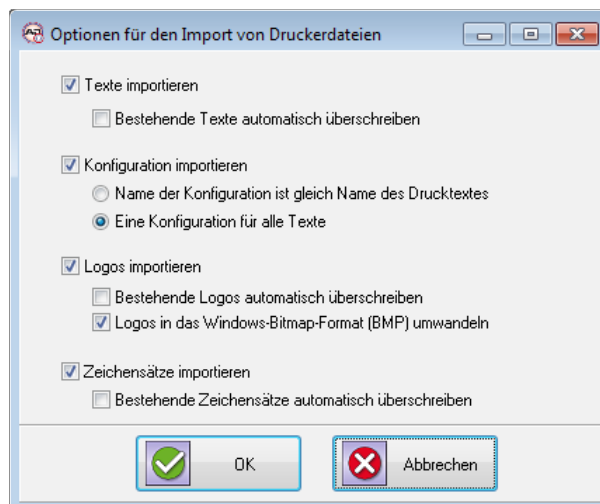 Optionen für den Import von Druckerdateien
Texte importieren
Bestehende Texte automatisch überschreiben
Konfiguration importieren
Name der Konfiguration ist gleich Name des Drucktextes
Eine Konfiguration für alle Texte
Logos importieren
Bestehende Logos automatisch überschreiben
Logos in das Windows-Bitmap-Format (BMP) umwandeln
Zeichensätze importieren
Bestehende Zeichensätze automatisch überschreiben
OK
Abbrechen